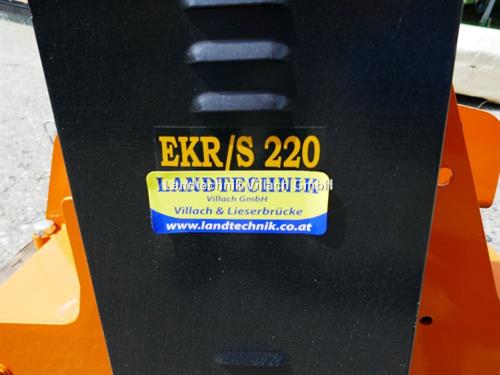 EKR/S 220
LANDTECHNIK
Landtechnik Villach GmbH
Villach GmbH
Villach & Lieserbrücke
www.landtechnik.co.at